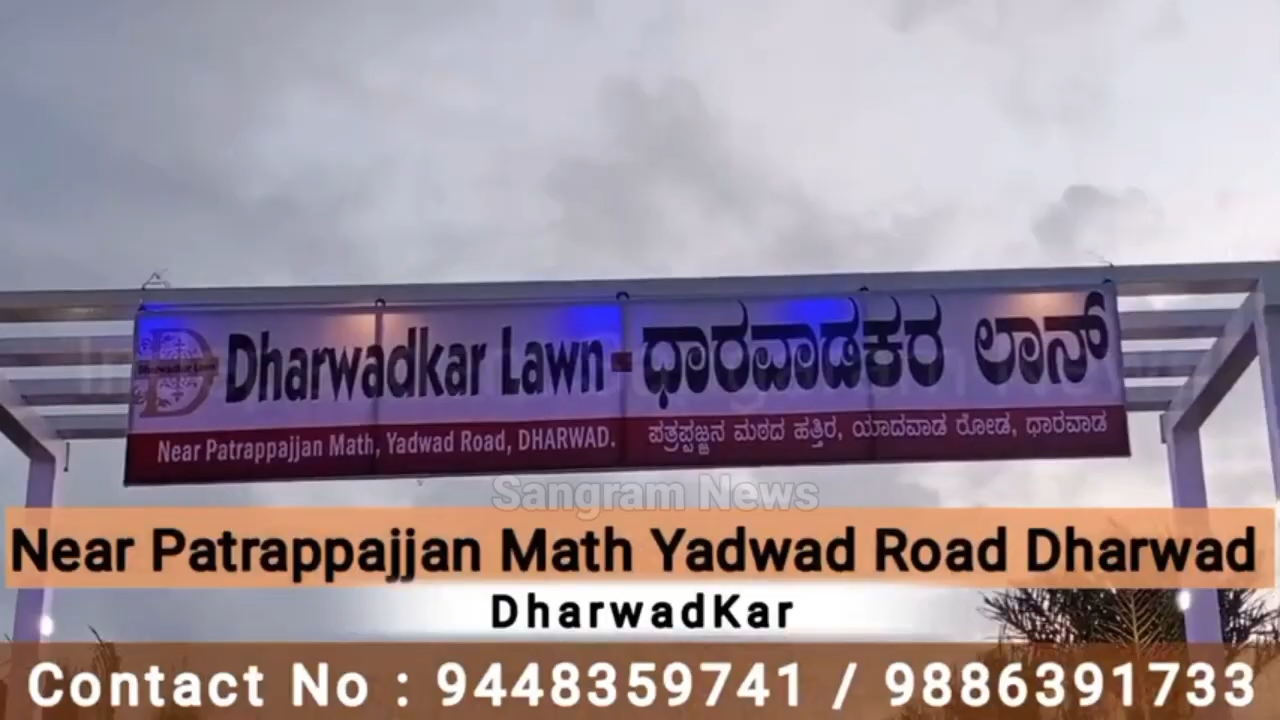 Dharwadkar Lawn - ಧಾರವಾಡಕರ ಲಾನ್
Near Patrappajjan Math, Yadwad Road, DHARWAD. ಪತ್ರಪ್ಪಜ್ಜನ ಮಠದ ಹತ್ತಿರ, ಯಾದವಾಡ ರೋಡ, ಧಾರವಾಡ
Sangram News
Near Patrappajjan Math Yadwad Road Dharwad
DharwadKar
Contact No : 9448359741 / 9886391733